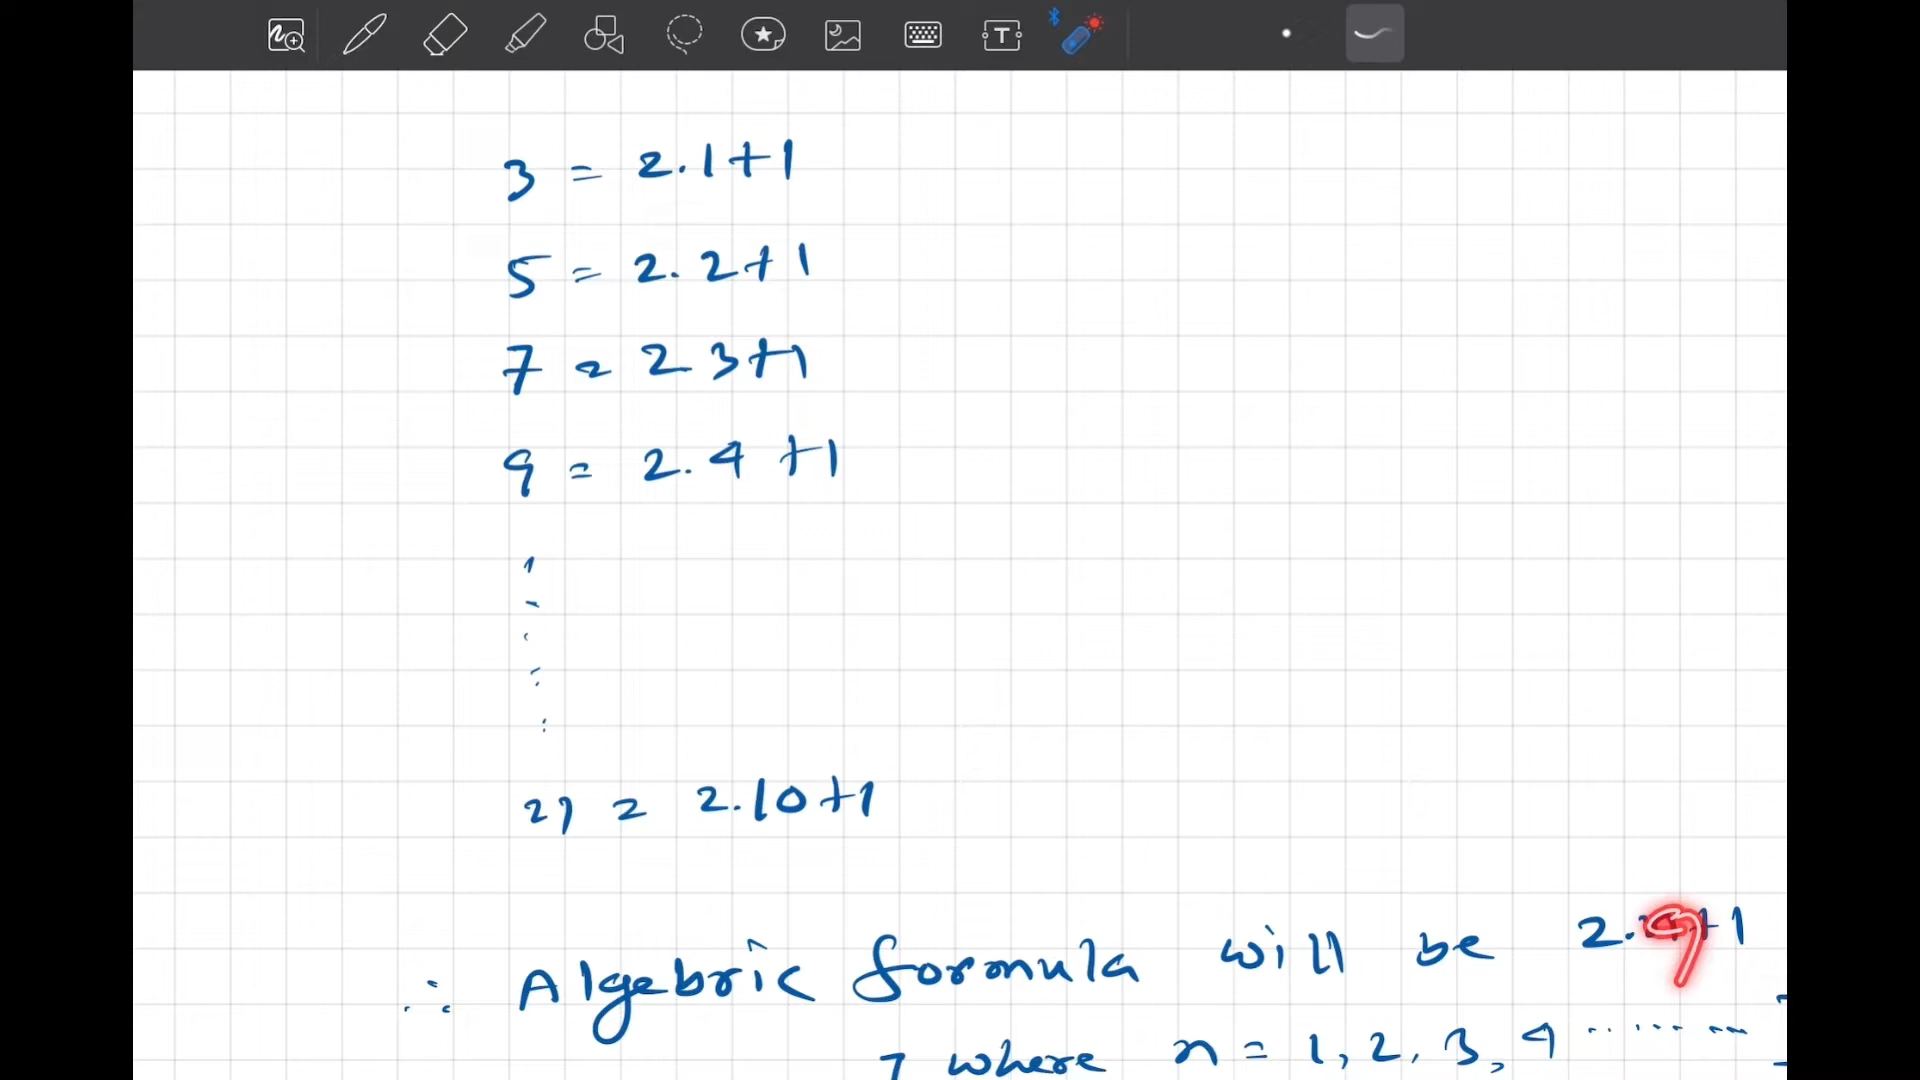 3 = 2.1+1
5 = 2.2+1
7 = 2 3+1
9 = 2.4 +1
21 = 2.10+1
∴ Algebric formula will be 2. +1
where n = 1, 2, 3, 4 .......